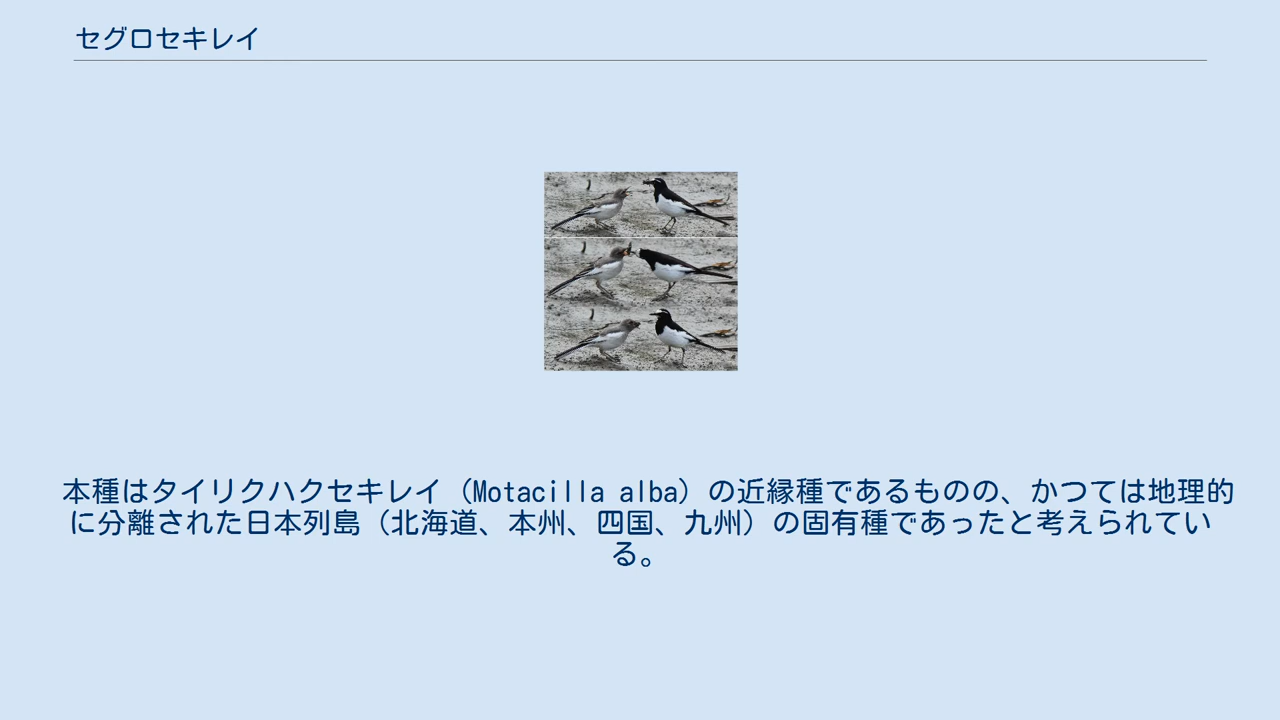 セグロセキレイ
本種はタイリクハクセキレイ（Motacilla alba）の近縁種であるものの、かつては地理的
に分離された日本列島（北海道、本州、四国、九州）の固有種であったと考えられてい
る。